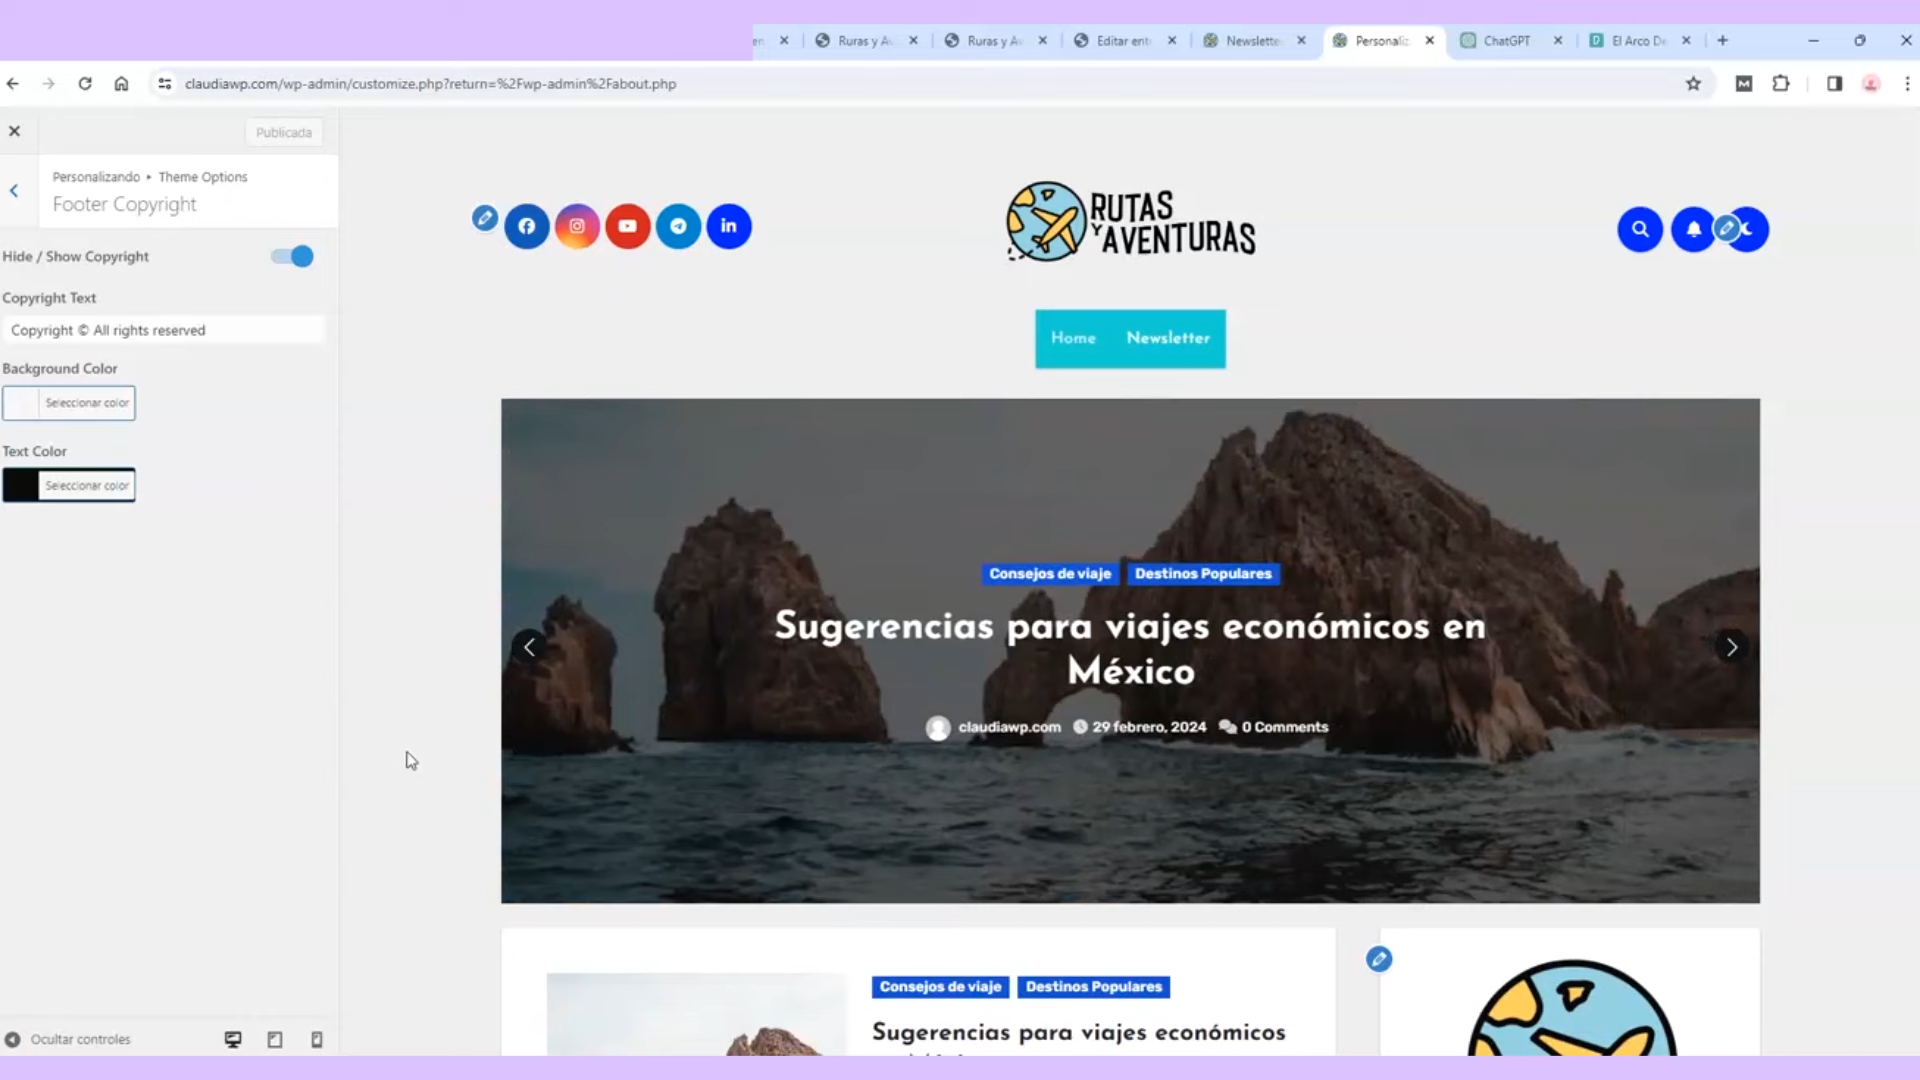 Ruras y Av
Ruras y Av
Editar ent
Newslette
Personaliz
ChatGPT
El Arco De
claudiawp.com/wp-admin/customize.php?return=%2Fwp-admin%2Fabout.php
Publicada
Personalizando ▸ Theme Options
Footer Copyright
Hide / Show Copyright
Copyright Text
Copyright © All rights reserved
Background Color
Seleccionar color
Text Color
Seleccionar color
Ocultar controles
RUTAS
Y AVENTURAS
Home
Newsletter
Consejos de viaje
Destinos Populares
Sugerencias para viajes económicos en
México
claudiawp.com 29 febrero, 2024 0 Comments
Consejos de viaje
Destinos Populares
Sugerencias para viajes económicos